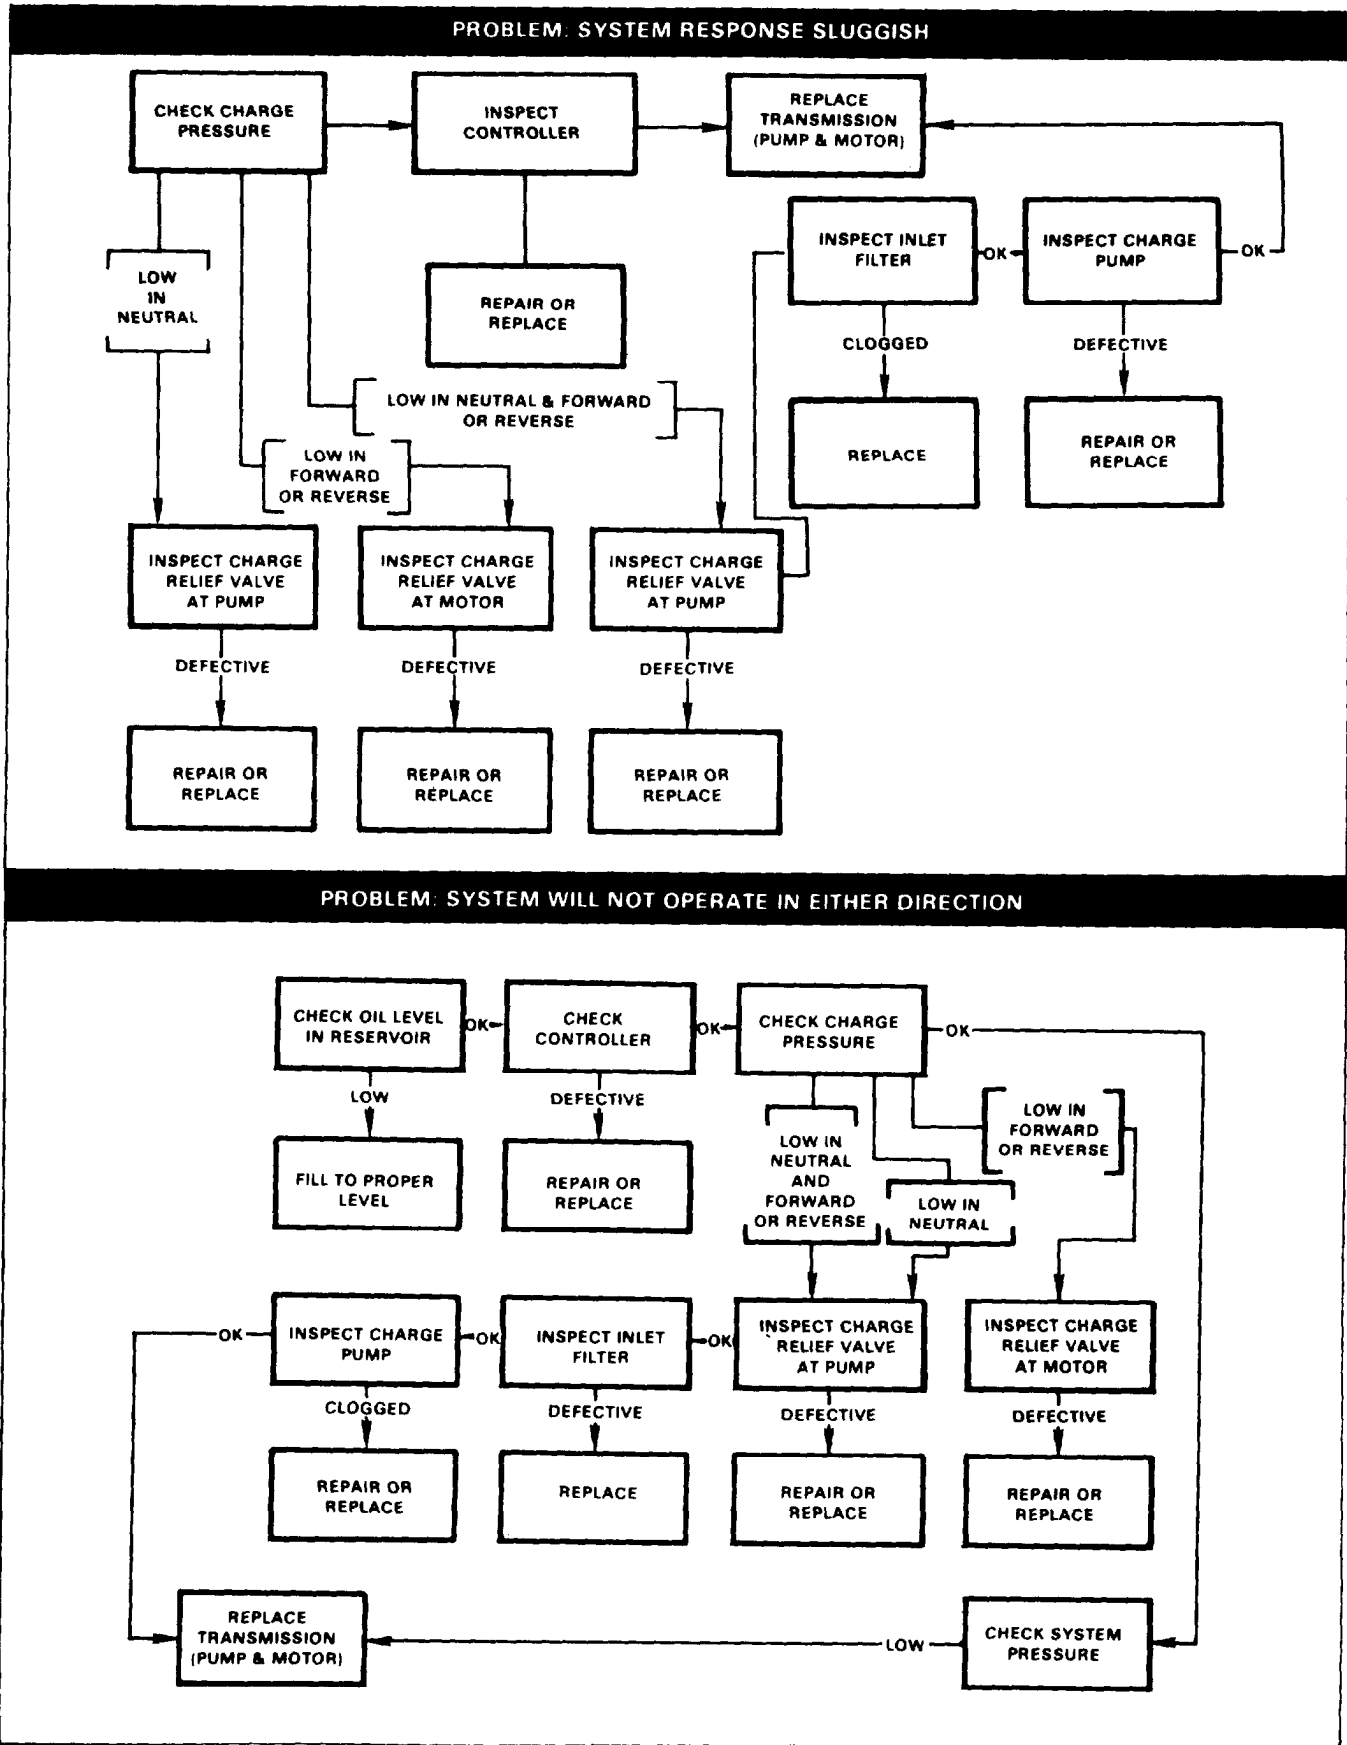 PROBLEM: SYSTEM RESPONSE SLUGGISH
CHECK CHARGE
PRESSURE
INSPECT
CONTROLLER
REPLACE
TRANSMISSION
(PUMP & MOTOR)
INSPECT INLET
FILTER
OK
INSPECT CHARGE
PUMP
OK
LOW
IN
NEUTRAL
REPAIR OR
REPLACE
CLOGGED
DEFECTIVE
LOW IN NEUTRAL & FORWARD
OR REVERSE
LOW IN
FORWARD
OR REVERSE
REPLACE
REPAIR OR
REPLACE
INSPECT CHARGE
RELIEF VALVE
AT PUMP
INSPECT CHARGE
RELIEF VALVE
AT MOTOR
INSPECT CHARGE
RELIEF VALVE
AT PUMP
DEFECTIVE
DEFECTIVE
DEFECTIVE
REPAIR OR
REPLACE
REPAIR OR
REPLACE
REPAIR OR
REPLACE
PROBLEM: SYSTEM WILL NOT OPERATE IN EITHER DIRECTION
CHECK OIL LEVEL
IN RESERVOIR
OK
CHECK
CONTROLLER
OK
CHECK CHARGE
PRESSURE
OK
LOW
DEFECTIVE
LOW IN
NEUTRAL
AND
FORWARD
OR REVERSE
LOW IN
NEUTRAL
LOW IN
FORWARD
OR REVERSE
FILL TO PROPER
LEVEL
REPAIR OR
REPLACE
OK
INSPECT CHARGE
PUMP
OK
INSPECT INLET
FILTER
OK
INSPECT CHARGE
RELIEF VALVE
AT PUMP
INSPECT CHARGE
RELIEF VALVE
AT MOTOR
CLOGGED
DEFECTIVE
DEFECTIVE
DEFECTIVE
REPAIR OR
REPLACE
REPLACE
REPAIR OR
REPLACE
REPAIR OR
REPLACE
REPLACE
TRANSMISSION
(PUMP & MOTOR)
LOW
CHECK SYSTEM
PRESSURE